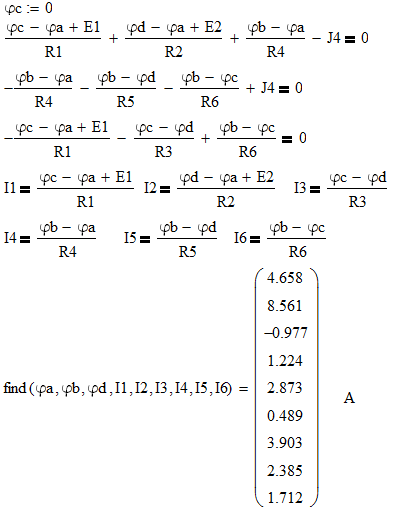 φc := 0
(φc − φa + E1)/R1 + (φd − φa + E2)/R2 + (φb − φa)/R4 − J4 = 0
−(φb − φa)/R4 − (φb − φd)/R5 − (φb − φc)/R6 + J4 = 0
−(φc − φa + E1)/R1 − (φc − φd)/R3 + (φb − φc)/R6 = 0
I1 = (φc − φa + E1)/R1 I2 = (φd − φa + E2)/R2 I3 = (φc − φd)/R3
I4 = (φb − φa)/R4 I5 = (φb − φd)/R5 I6 = (φb − φc)/R6
4.658
8.561
−0.977
1.224
find(φa, φb, φd, I1, I2, I3, I4, I5, I6) = 2.873 A
0.489
3.903
2.385
1.712